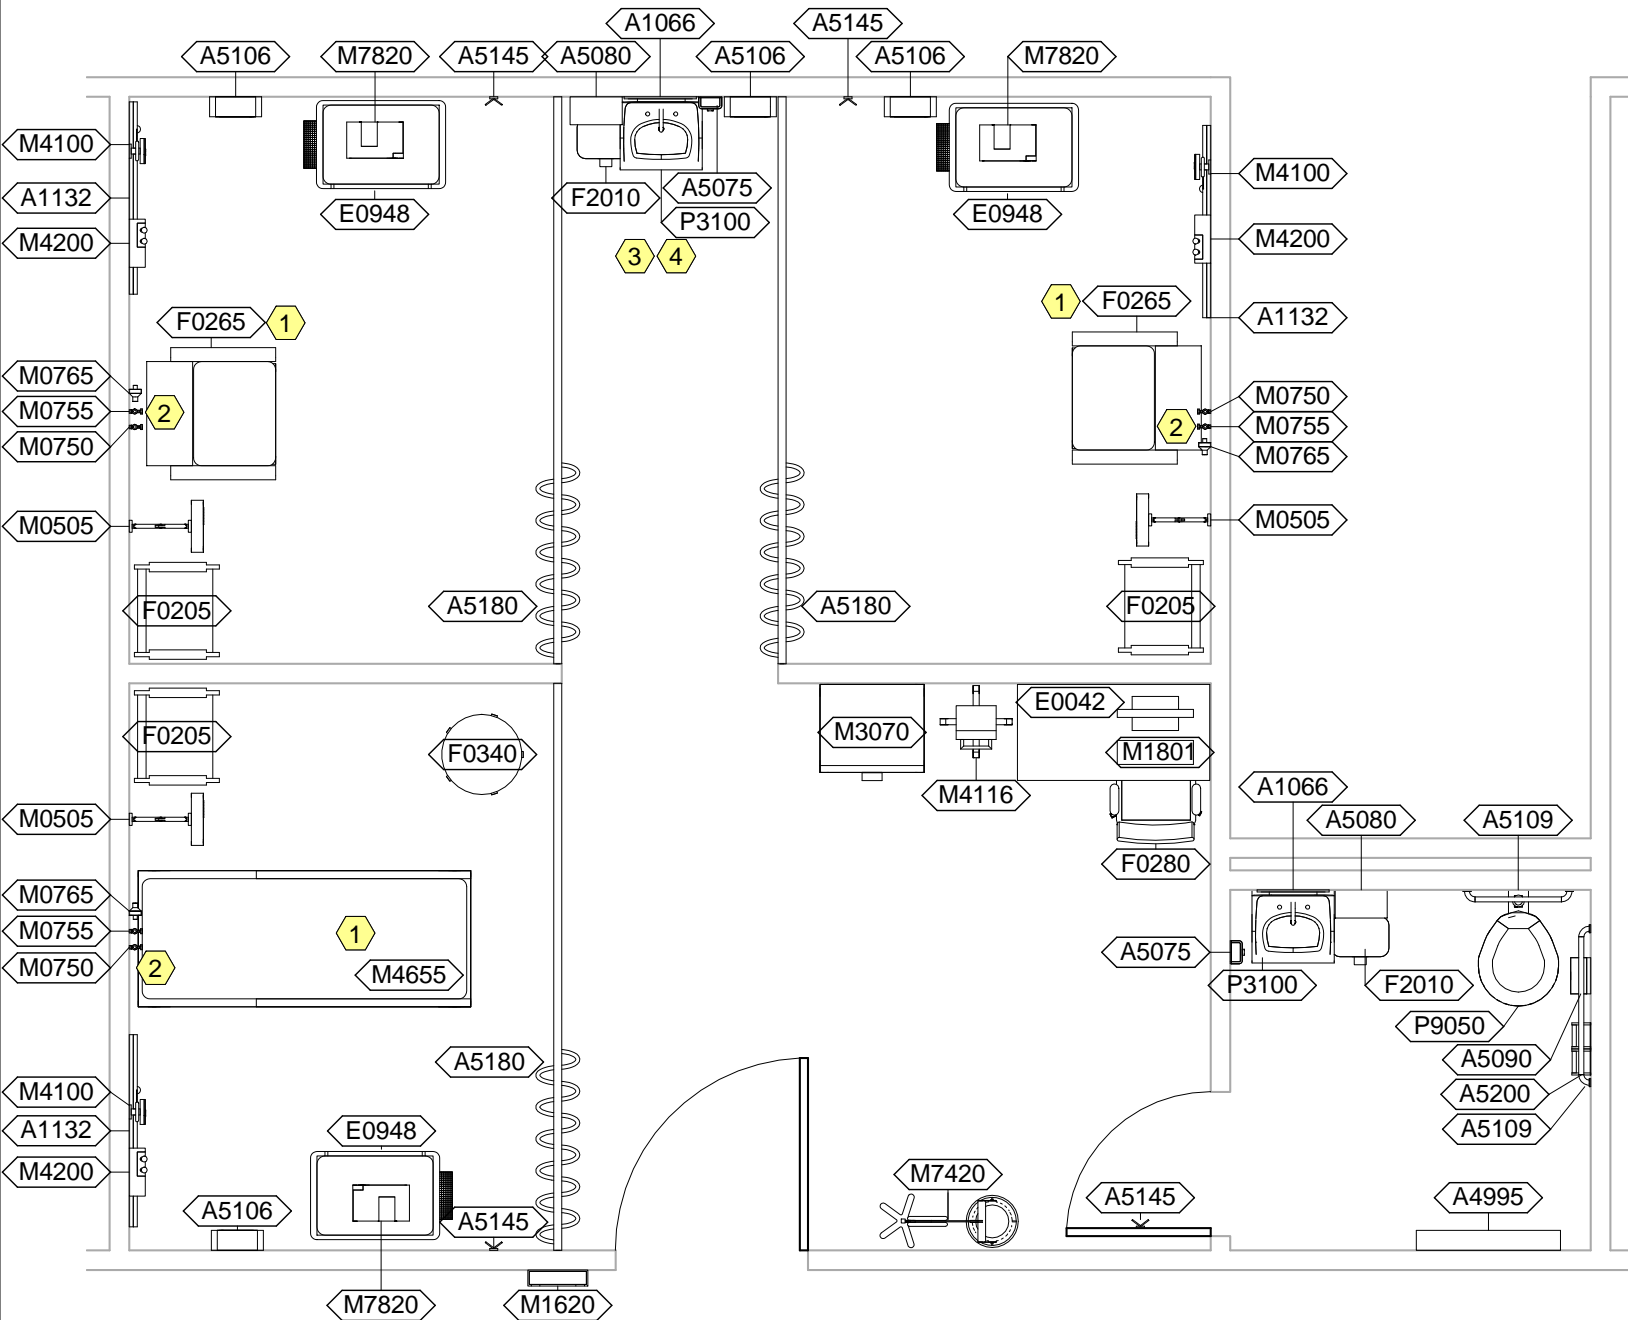 A1066 A5145
A5106 M7820 A5145 A5080 A5106 A5106 M7820
M4100
M4100
A1132 F2010 A5075
E0948 P3100 E0948
M4200
M4200
3 4
F0265 1
1 F0265
A1132
M0765
M0755 2
M0750
M0750
2 M0755
M0765
M0505
M0505
F0205 A5180 A5180 F0205
E0042
F0205 F0340 M3070 M1801
M4116
A1066
M0505 A5080 A5109
F0280
M0765
M0755 1
M0750 2 M4655
A5075
P3100 F2010
P9050
A5180 A5090
M4100 A5200
A1132 E0948 A5109
M4200 M7420
A5106 A5145 A5145 A4995
M7820 M1620